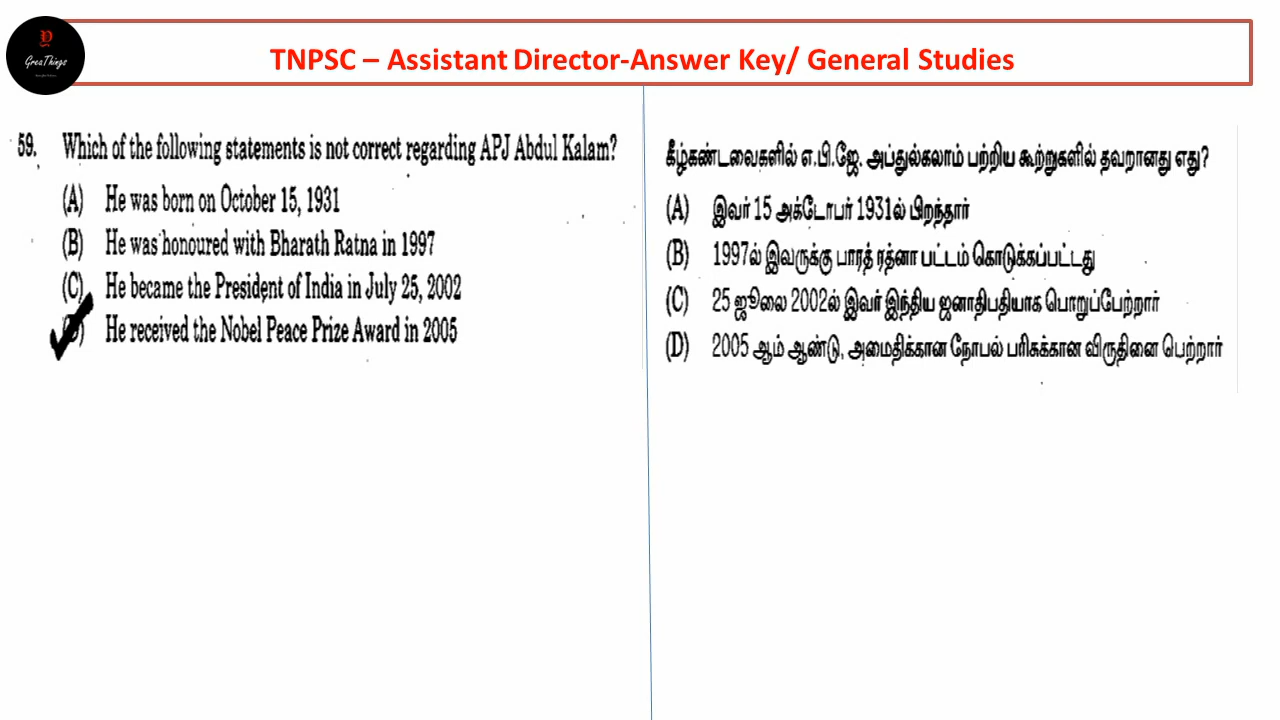 y
GreaThings
TNPSC – Assistant Director-Answer Key/ General Studies
59. Which of the following statements is not correct regarding APJ Abdul Kalam?
(A) He was born on October 15, 1931
(B) He was honoured with Bharath Ratna in 1997
(C) He became the President of India in July 25, 2002
(D) He received the Nobel Peace Prize Award in 2005
கீழ்கண்டவைகளில் எ.பி.ஜே. அப்துல்கலாம் பற்றிய கூற்றுகளில் தவறானது எது?
(A) இவர் 15 அக்டோபர் 1931ல் பிறந்தார்
(B) 1997ல் இவருக்கு பாரத் ரத்னா பட்டம் கொடுக்கப்பட்டது
(C) 25 ஜூலை 2002ல் இவர் இந்திய ஜனாதிபதியாக பொறுப்பேற்றார்
(D) 2005 ஆம் ஆண்டு, அமைதிக்கான நோபல் பரிசுக்கான விருதினை பெற்றார்